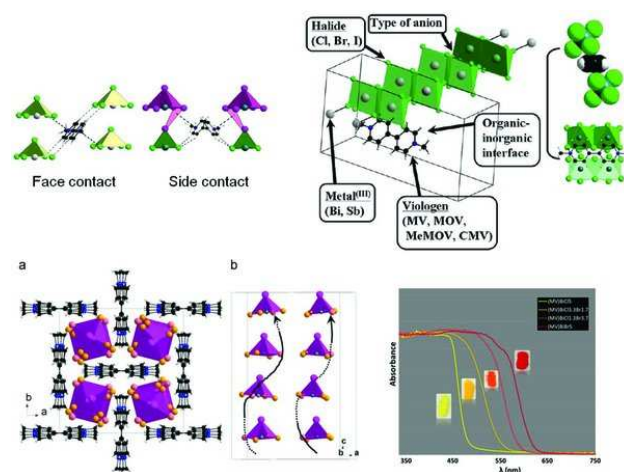 Halide
(Cl, Br, I)
Type of anion
Organic-
inorganic
interface
Metal(III)
(Bi, Sb)
Viologen
(MV, MOV,
MeMOV, CMV)
Face contact
Side contact
a
b
b
a
c
b
a
Absorbance
350
450
550
650
750
λ (nm)